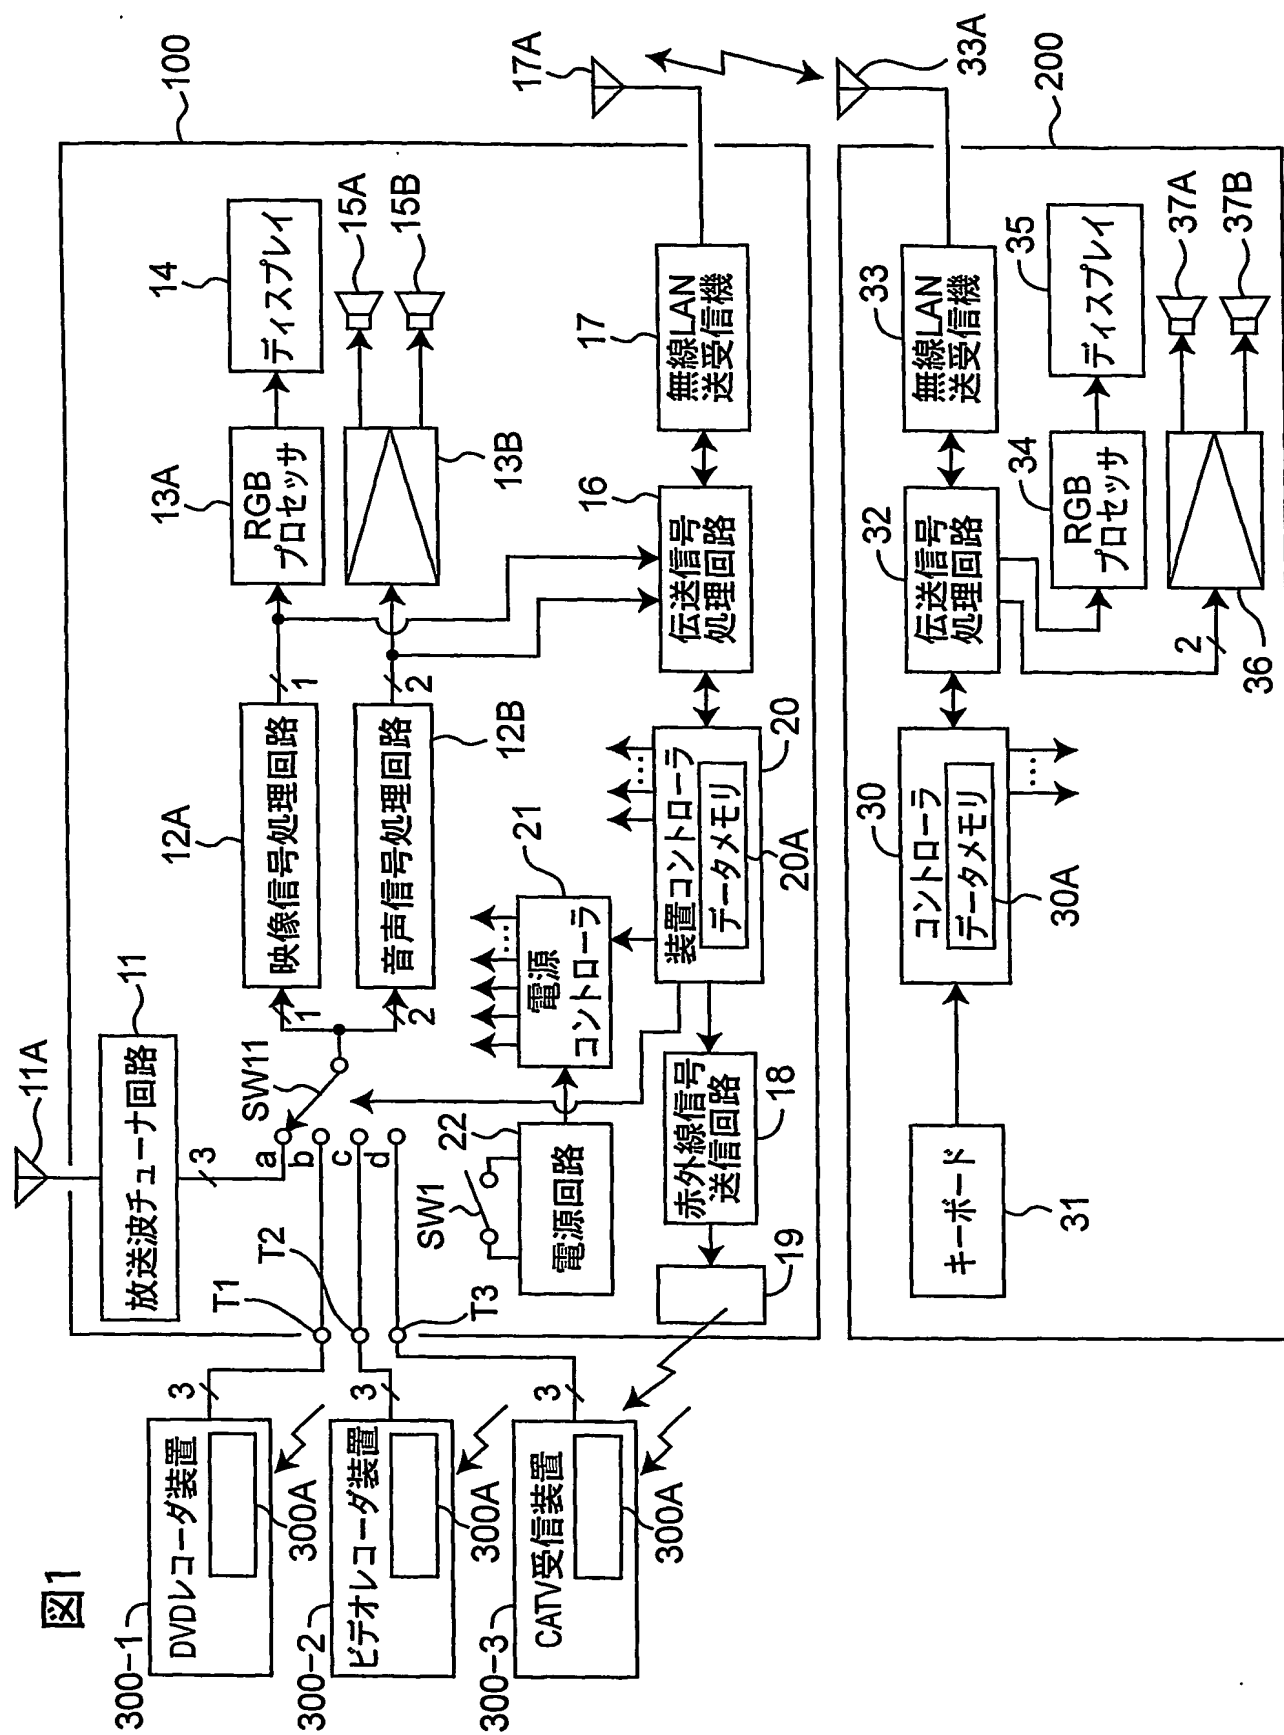 図1
300-1
DVDレコーダ装置
300A
3
300-2
ビデオレコーダ装置
300A
3
300-3
CATV受信装置
300A
3
T1
T2
T3
11A
11
放送波チューナ回路
3
a
b
c
d
SW11
1
2
12A
映像信号処理回路
1
音声信号処理回路
12B
2
13A
RGB
プロセッサ
13B
14
ディスプレイ
15A
15B
100
SW1
22
電源回路
21
電源
コントローラ
…
19
赤外線信号
送信回路
18
装置コントローラ
データメモリ
20
20A
…
16
伝送信号
処理回路
17
無線LAN
送受信機
17A
200
キーボード
31
30
コントローラ
データメモリ
30A
…
32
伝送信号
処理回路
33
無線LAN
送受信機
33A
34
RGB
プロセッサ
35
ディスプレイ
2
36
37A
37B